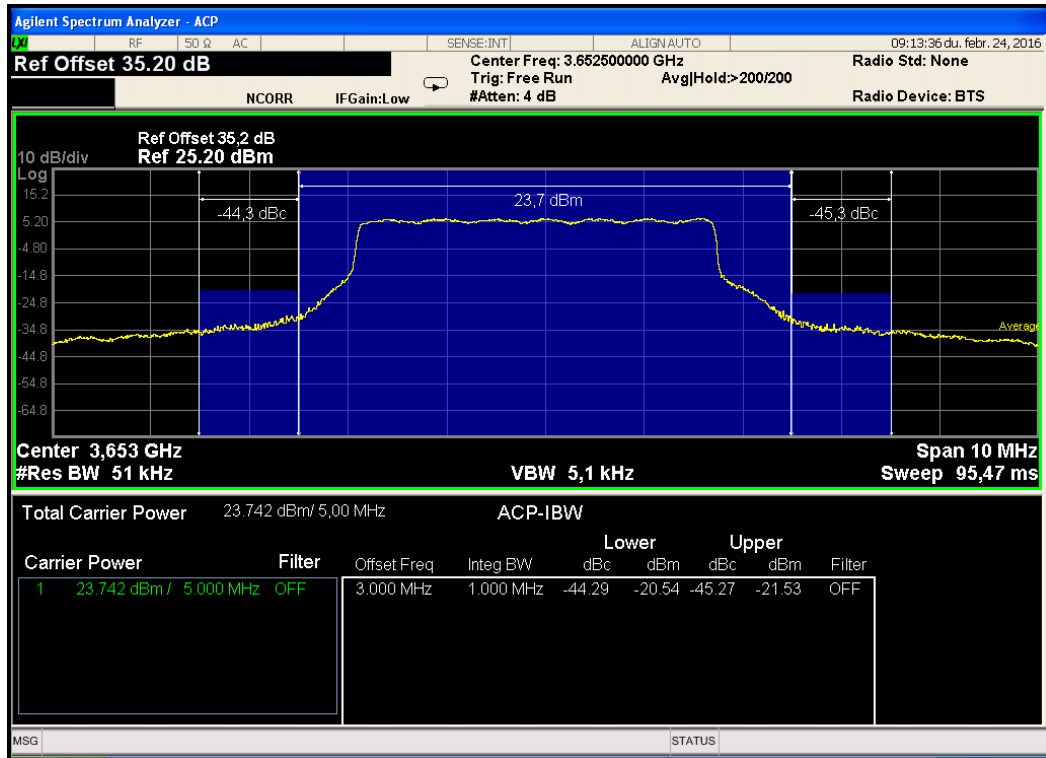 Agilent Spectrum Analyzer - ACP
LXI RF 50 Ω AC SENSE:INT ALIGN AUTO 09:13:36 du. febr. 24, 2016
Ref Offset 35.20 dB Center Freq: 3.652500000 GHz Radio Std: None
Trig: Free Run Avg|Hold:>200/200
NCORR IFGain:Low #Atten: 4 dB Radio Device: BTS
Ref Offset 35,2 dB
10 dB/div Ref 25.20 dBm
Log
15.2 23,7 dBm
-44,3 dBc -45,3 dBc
5.20
-4.80
-14.8
-24.8
-34.8 Average
-44.8
-54.8
-64.8
Center 3,653 GHz Span 10 MHz
#Res BW 51 kHz VBW 5,1 kHz Sweep 95,47 ms
Total Carrier Power 23.742 dBm/ 5,00 MHz ACP-IBW
Lower Upper
Carrier Power Filter Offset Freq Integ BW dBc dBm dBc dBm Filter
1 23.742 dBm / 5.000 MHz OFF 3.000 MHz 1.000 MHz -44.29 -20.54 -45.27 -21.53 OFF
MSG STATUS